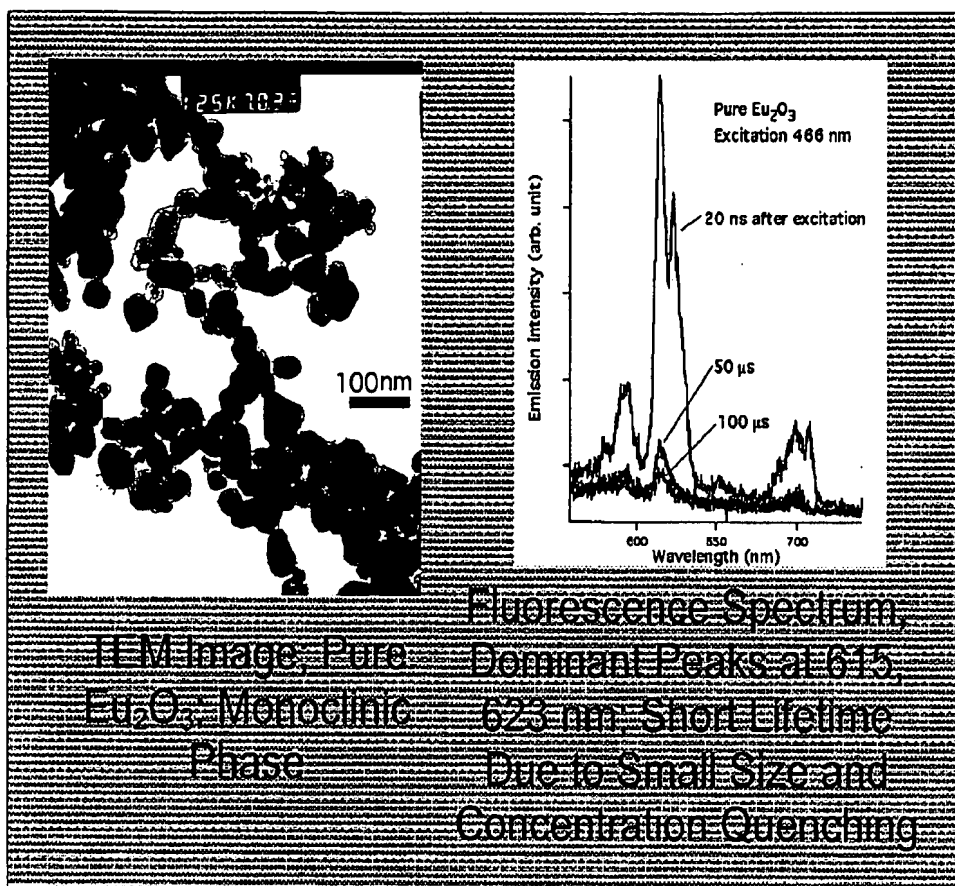 100nm
TEM Image, Pure
Eu₂O₃; Monoclinic
Phase
Pure Eu₂O₃
Excitation 466 nm
20 ns after excitation
50 μs
100 μs
Emission Intensity (arb. unit)
600 650 700
Wavelength (nm)
Fluorescence Spectrum,
Dominant Peaks at 615,
623 nm; Short Lifetime
Due to Small Size and
Concentration Quenching